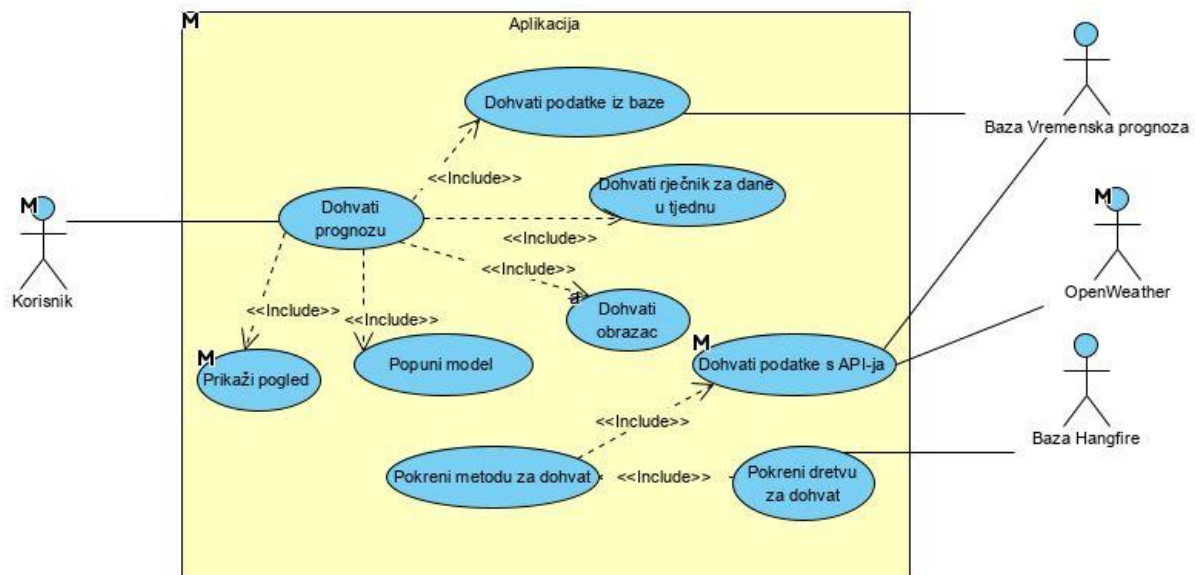 M
Aplikacija
Dohvati podatke iz baze
Baza Vremenska prognoza
<<Include>>
Dohvati rječnik za dane
u tjednu
M
Dohvati
prognozu
<<Include>>
M
Korisnik
<<Include>>
OpenWeather
<<Include>>
<<Include>>
Dohvati
obrazac
M
Prikaži pogled
Popuni model
M
Dohvati podatke s API-ja
<<Include>>
Baza Hangfire
Pokreni metodu za dohvat
<<Include>>
Pokreni dretvu
za dohvat